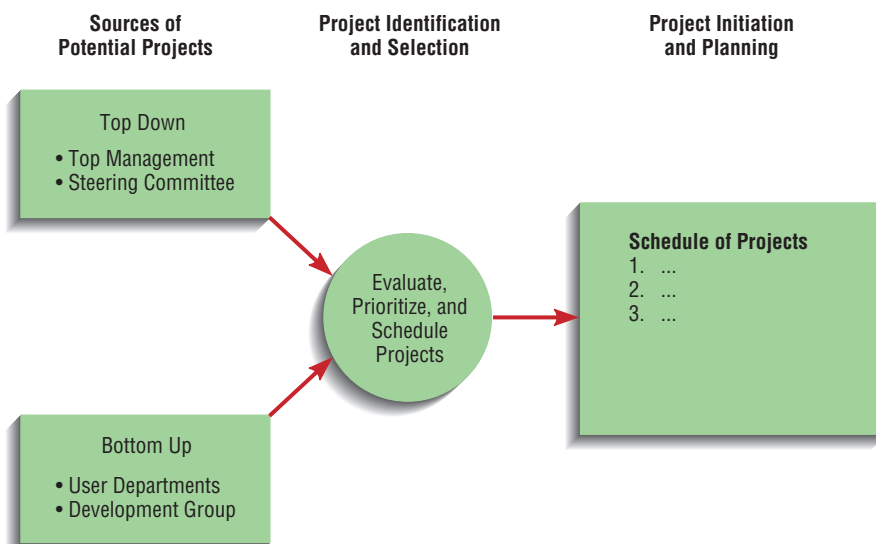 Sources of
Potential Projects
Project Identification
and Selection
Project Initiation
and Planning
Top Down
• Top Management
• Steering Committee
Evaluate,
Prioritize, and
Schedule
Projects
Schedule of Projects
1. ...
2. ...
3. ...
Bottom Up
• User Departments
• Development Group